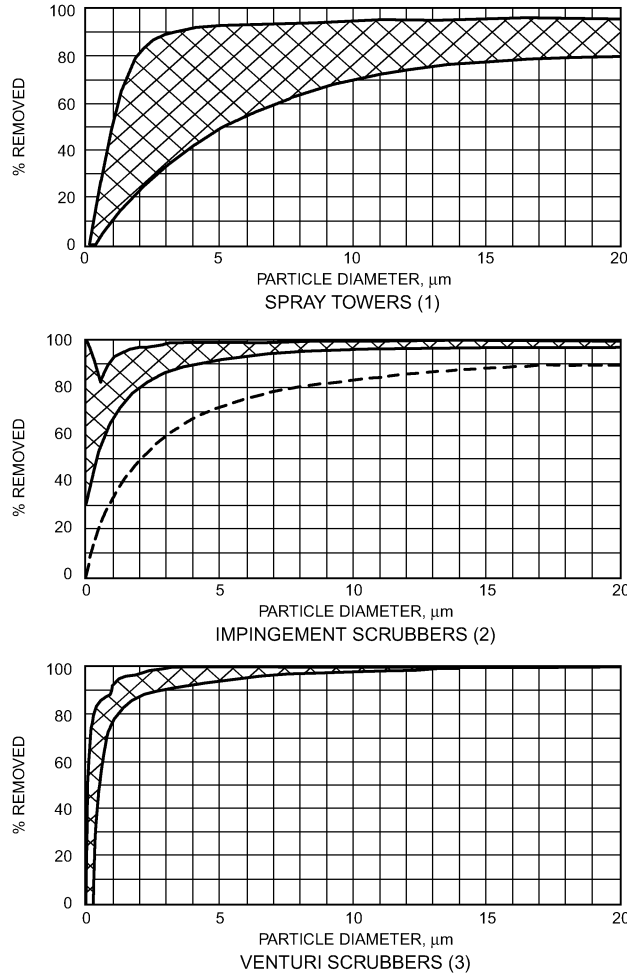 100
80
60
40
20
0
% REMOVED
0 5 10 15 20
PARTICLE DIAMETER, μm
SPRAY TOWERS (1)
100
80
60
40
20
0
% REMOVED
0 5 10 15 20
PARTICLE DIAMETER, μm
IMPINGEMENT SCRUBBERS (2)
100
80
60
40
20
0
% REMOVED
0 5 10 15 20
PARTICLE DIAMETER, μm
VENTURI SCRUBBERS (3)